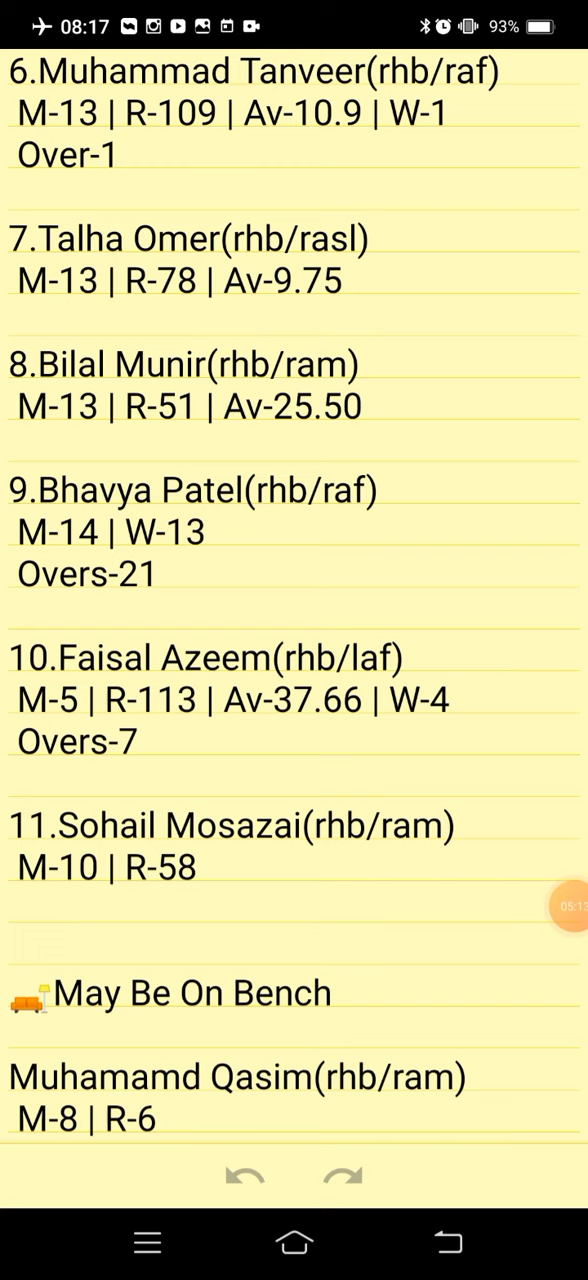 08:17 93%
6.Muhammad Tanveer(rhb/raf)
M-13 | R-109 | Av-10.9 | W-1
Over-1
7.Talha Omer(rhb/rasl)
M-13 | R-78 | Av-9.75
8.Bilal Munir(rhb/ram)
M-13 | R-51 | Av-25.50
9.Bhavya Patel(rhb/raf)
M-14 | W-13
Overs-21
10.Faisal Azeem(rhb/laf)
M-5 | R-113 | Av-37.66 | W-4
Overs-7
11.Sohail Mosazai(rhb/ram)
M-10 | R-58
05:13
🛋May Be On Bench
Muhamamd Qasim(rhb/ram)
M-8 | R-6